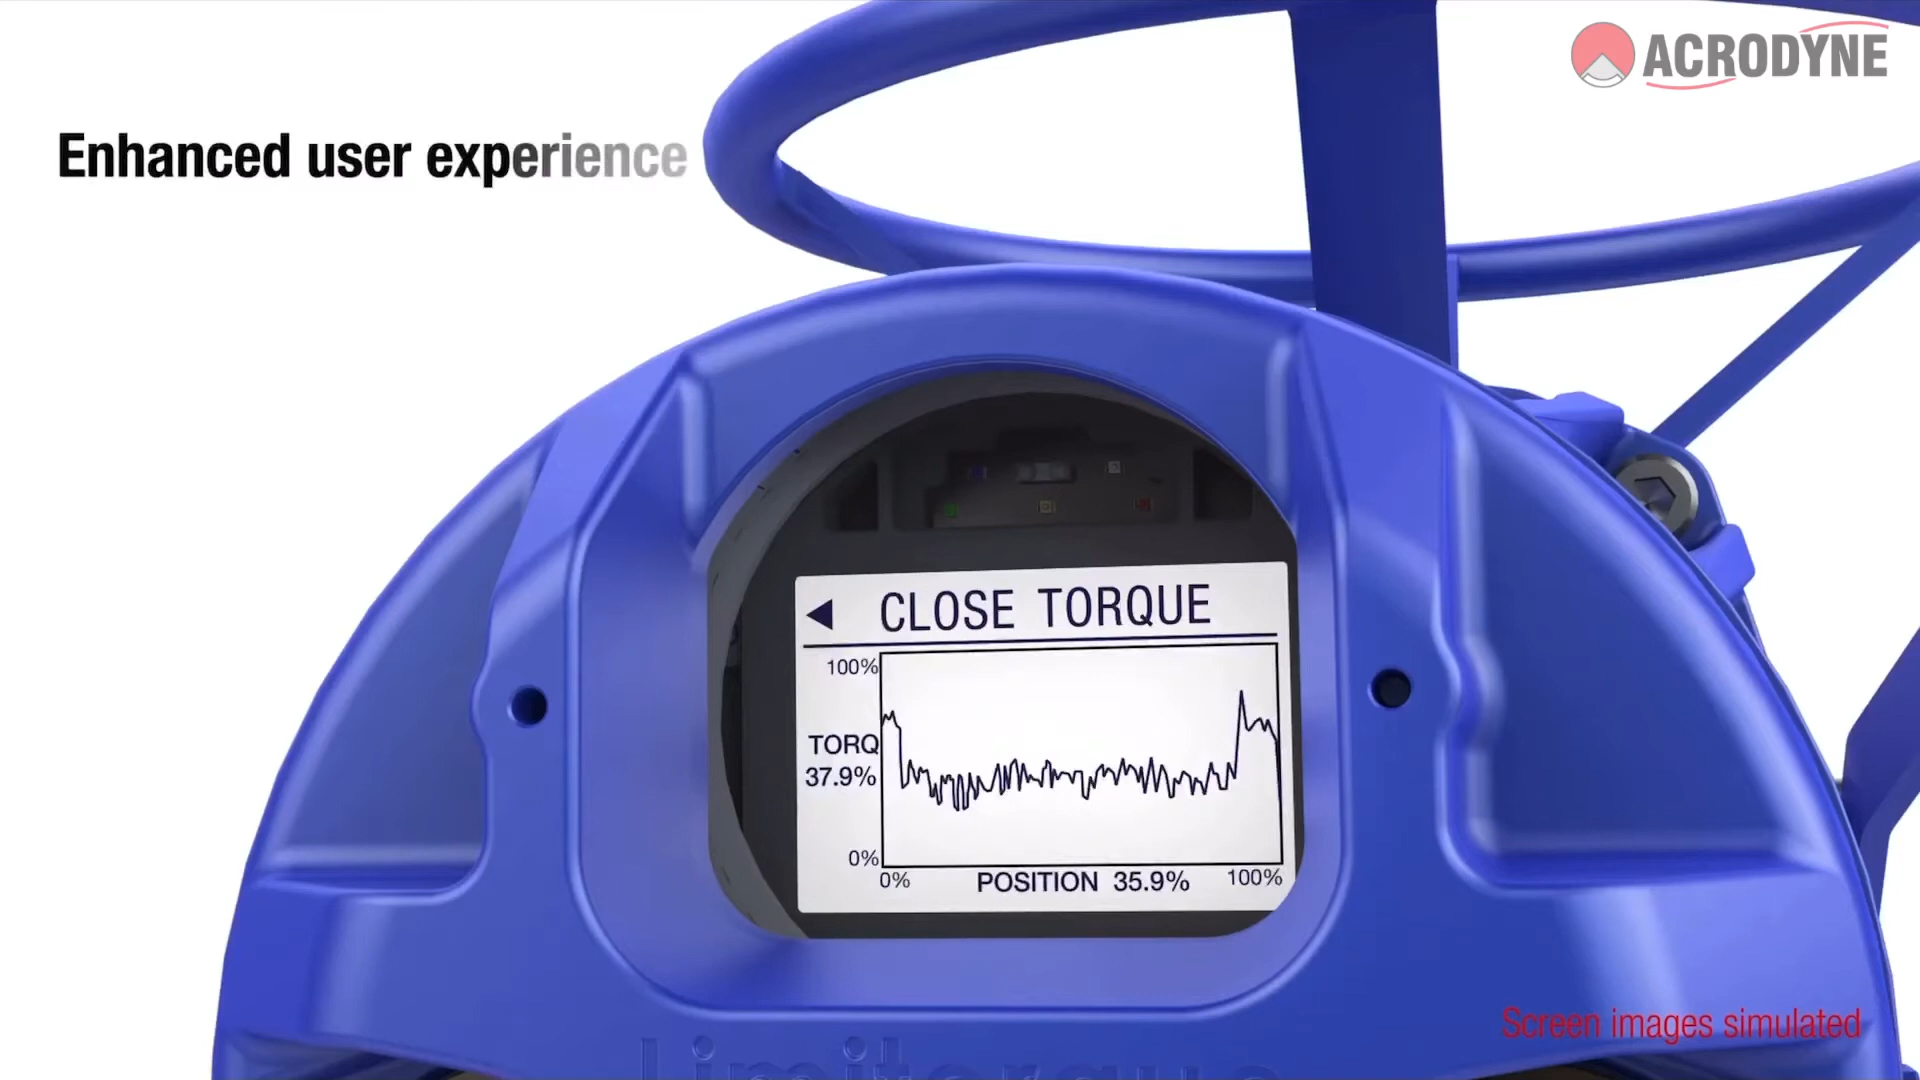 ACRODYNE
Enhanced user experience
CLOSE TORQUE
100%
TORQ
37.9%
0%
0%
POSITION 35.9%
100%
Screen images simulated
Limitorque